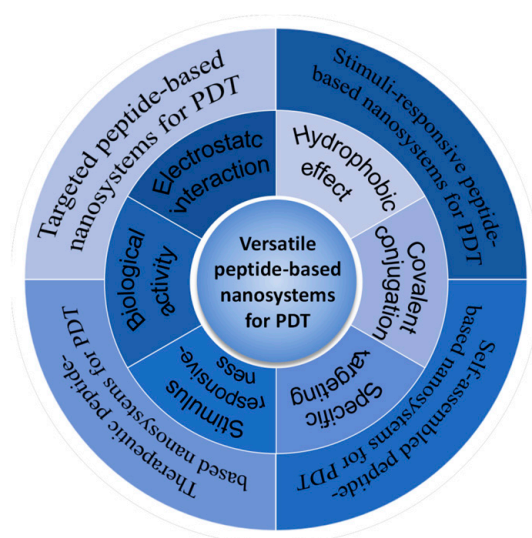 Targeted peptide-based
nanosystems for PDT
Stimuli-responsive peptide-
based nanosystems for PDT
Self-assembled peptide-
based nanosystems for PDT
Therapeutic peptide-
based nanosystems for PDT
Electrostatc
interaction
Hydrophobic
effect
Covalent
conjugation
Specific
targeting
Stimulus
responsive-
ness
Biological
activity
Versatile
peptide-based
nanosystems
for PDT